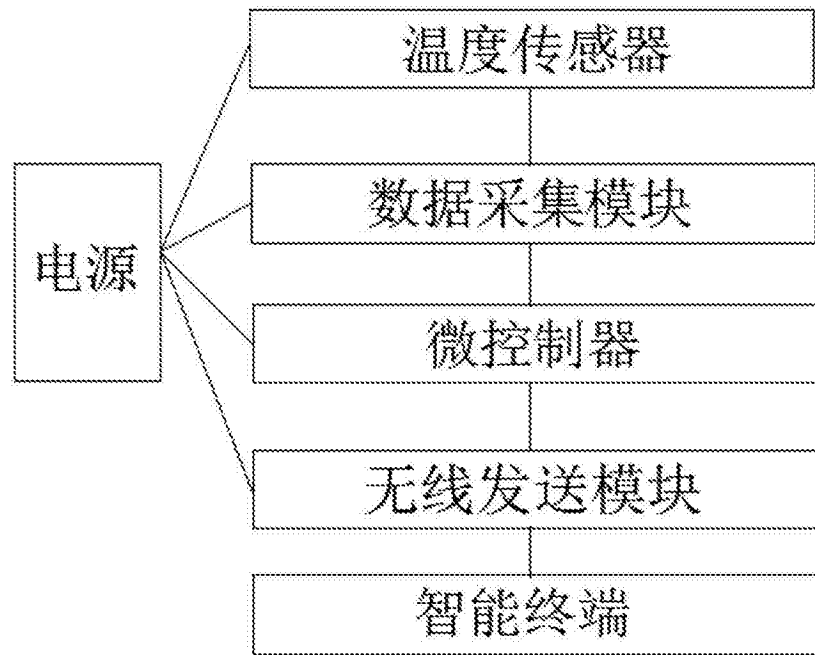 温度传感器
数据采集模块
电源
微控制器
无线发送模块
智能终端